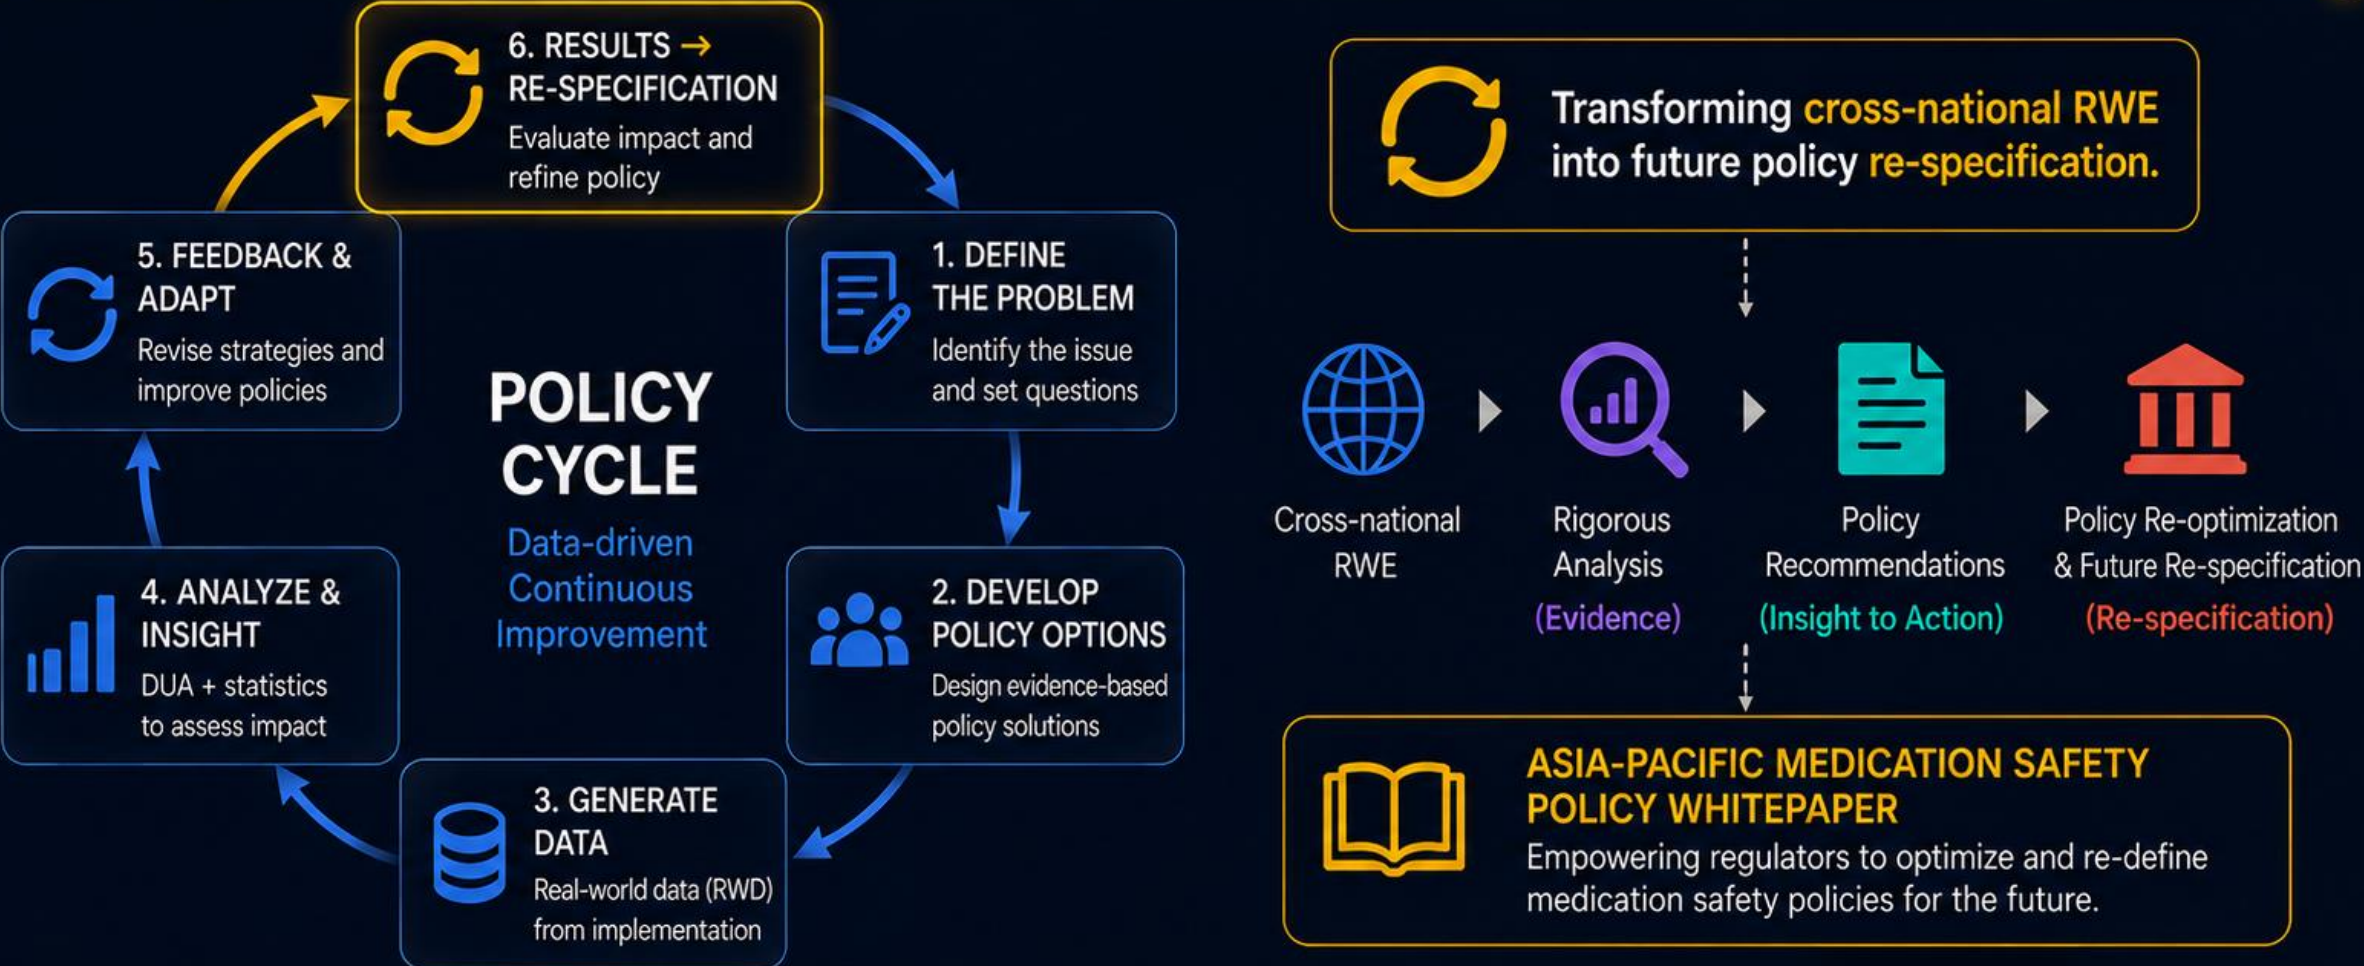 6. RESULTS →
RE-SPECIFICATION
Evaluate impact and
refine policy
1. DEFINE
THE PROBLEM
Identify the issue
and set questions
2. DEVELOP
POLICY OPTIONS
Design evidence-based
policy solutions
3. GENERATE
DATA
Real-world data (RWD)
from implementation
4. ANALYZE &
INSIGHT
DUA + statistics
to assess impact
5. FEEDBACK &
ADAPT
Revise strategies and
improve policies
POLICY
CYCLE
Data-driven
Continuous
Improvement
Transforming cross-national RWE
into future policy re-specification.
Cross-national
RWE
Rigorous
Analysis
(Evidence)
Policy
Recommendations
(Insight to Action)
Policy Re-optimization
& Future Re-specification
(Re-specification)
ASIA-PACIFIC MEDICATION SAFETY
POLICY WHITEPAPER
Empowering regulators to optimize and re-define
medication safety policies for the future.